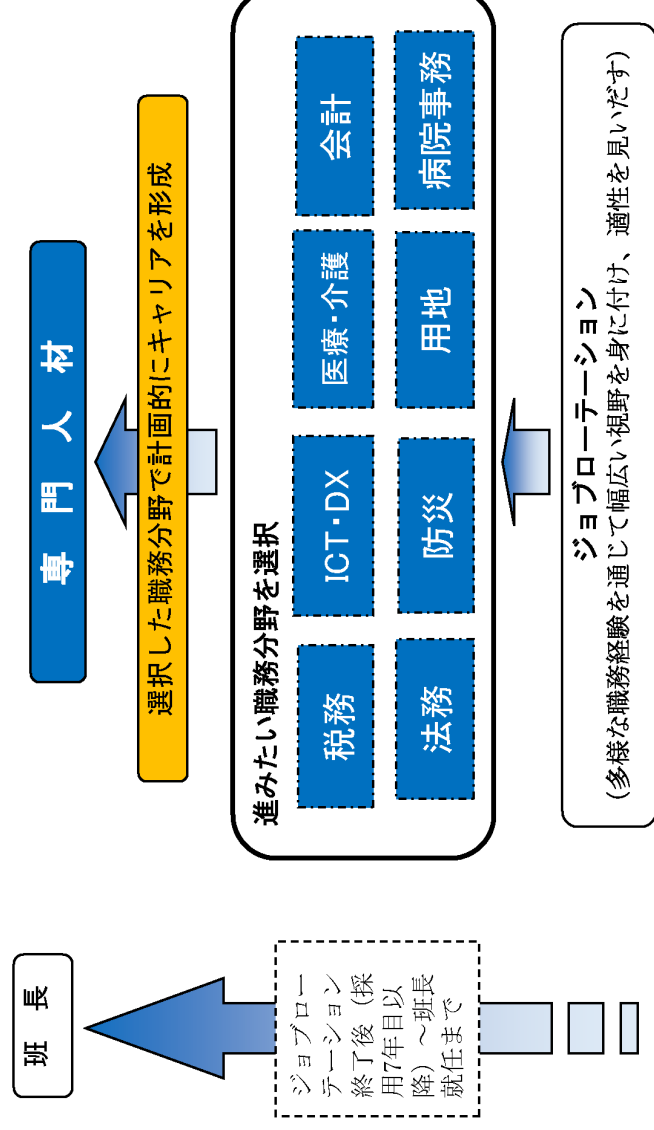 班 長
ジョブロー
テーション
終了後（採
用7年目以
降）～班長
就任まで
専 門 人 材
選択した職務分野で計画的にキャリアを形成
進みたい職務分野を選択
税務
ICT・DX
医療・介護
会計
法務
防災
用地
病院事務
ジョブローテーション
（多様な職務経験を通じて幅広い視野を身に付け、適性を見いだす）